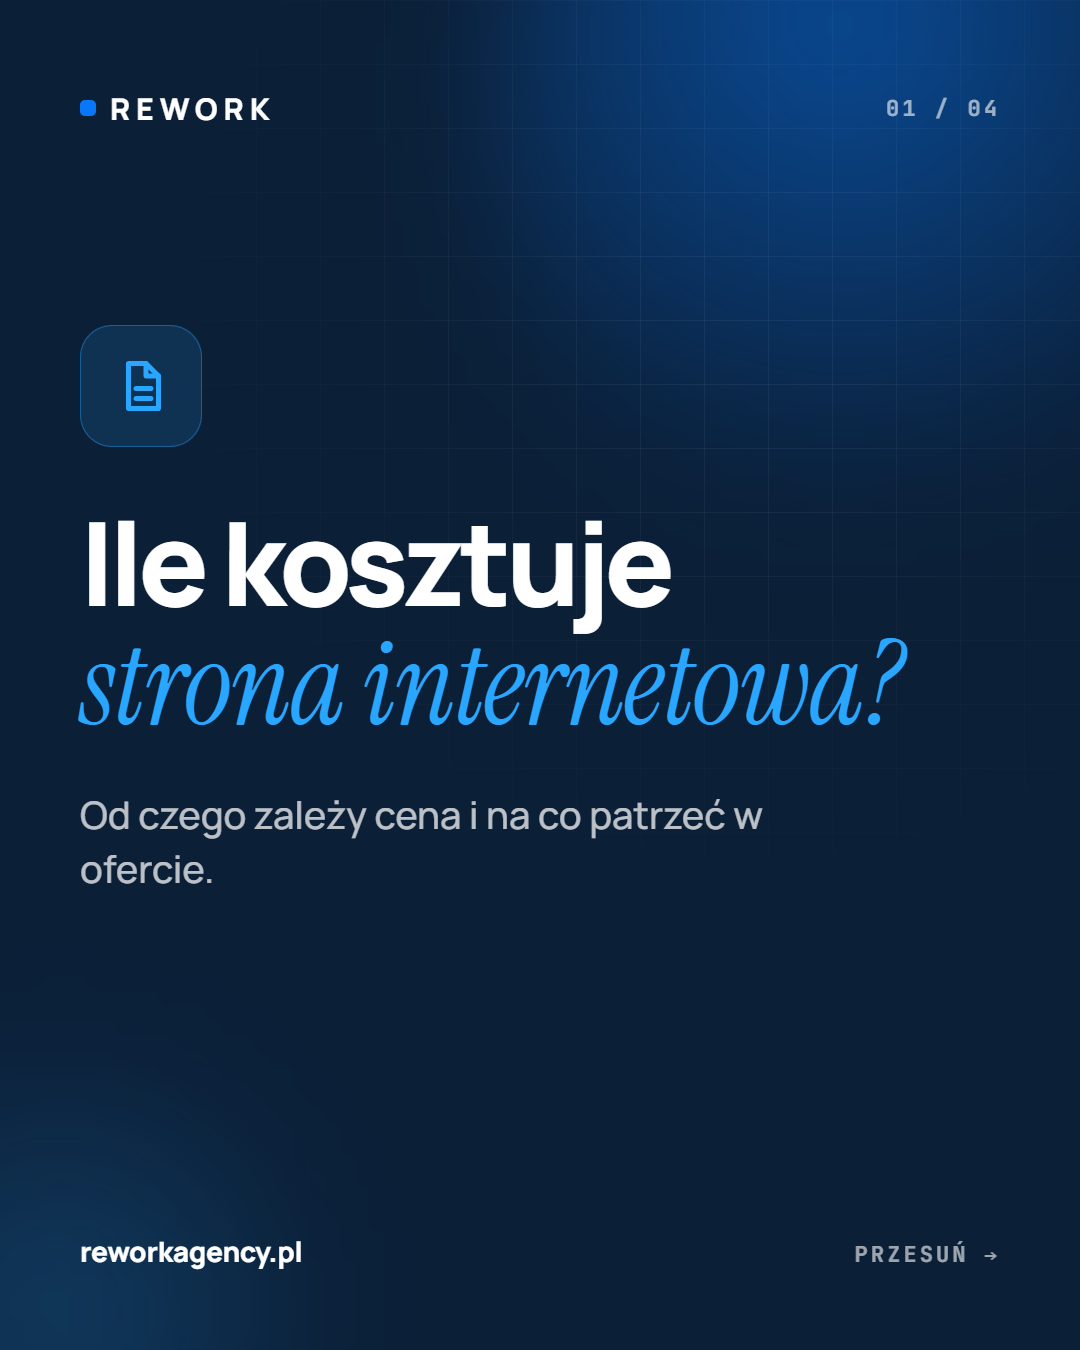 REWORK
01 / 04
Ile kosztuje
strona internetowa?
Od czego zależy cena i na co patrzeć w
ofercie.
reworkagency.pl
PRZESUŃ →